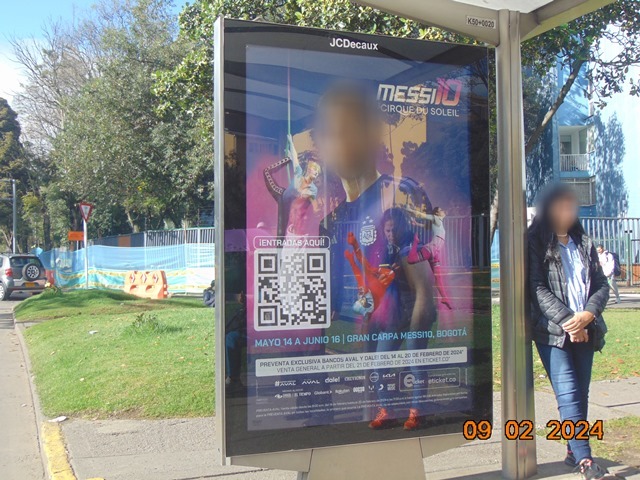 K50+0020
JCDecaux
MESSI10
CIRQUE DU SOLEIL
¡ENTRADAS AQUÍ!
MAYO 14 A JUNIO 16 | GRAN CARPA MESSI10, BOGOTÁ
PREVENTA EXCLUSIVA BANCOS AVAL Y DALE! DEL 14 AL 20 DE FEBRERO DE 2024*
VENTA GENERAL A PARTIR DEL 21 DE FEBRERO DE 2024 EN ETICKET.CO*
AVAL
eticket.co
09 02 2024